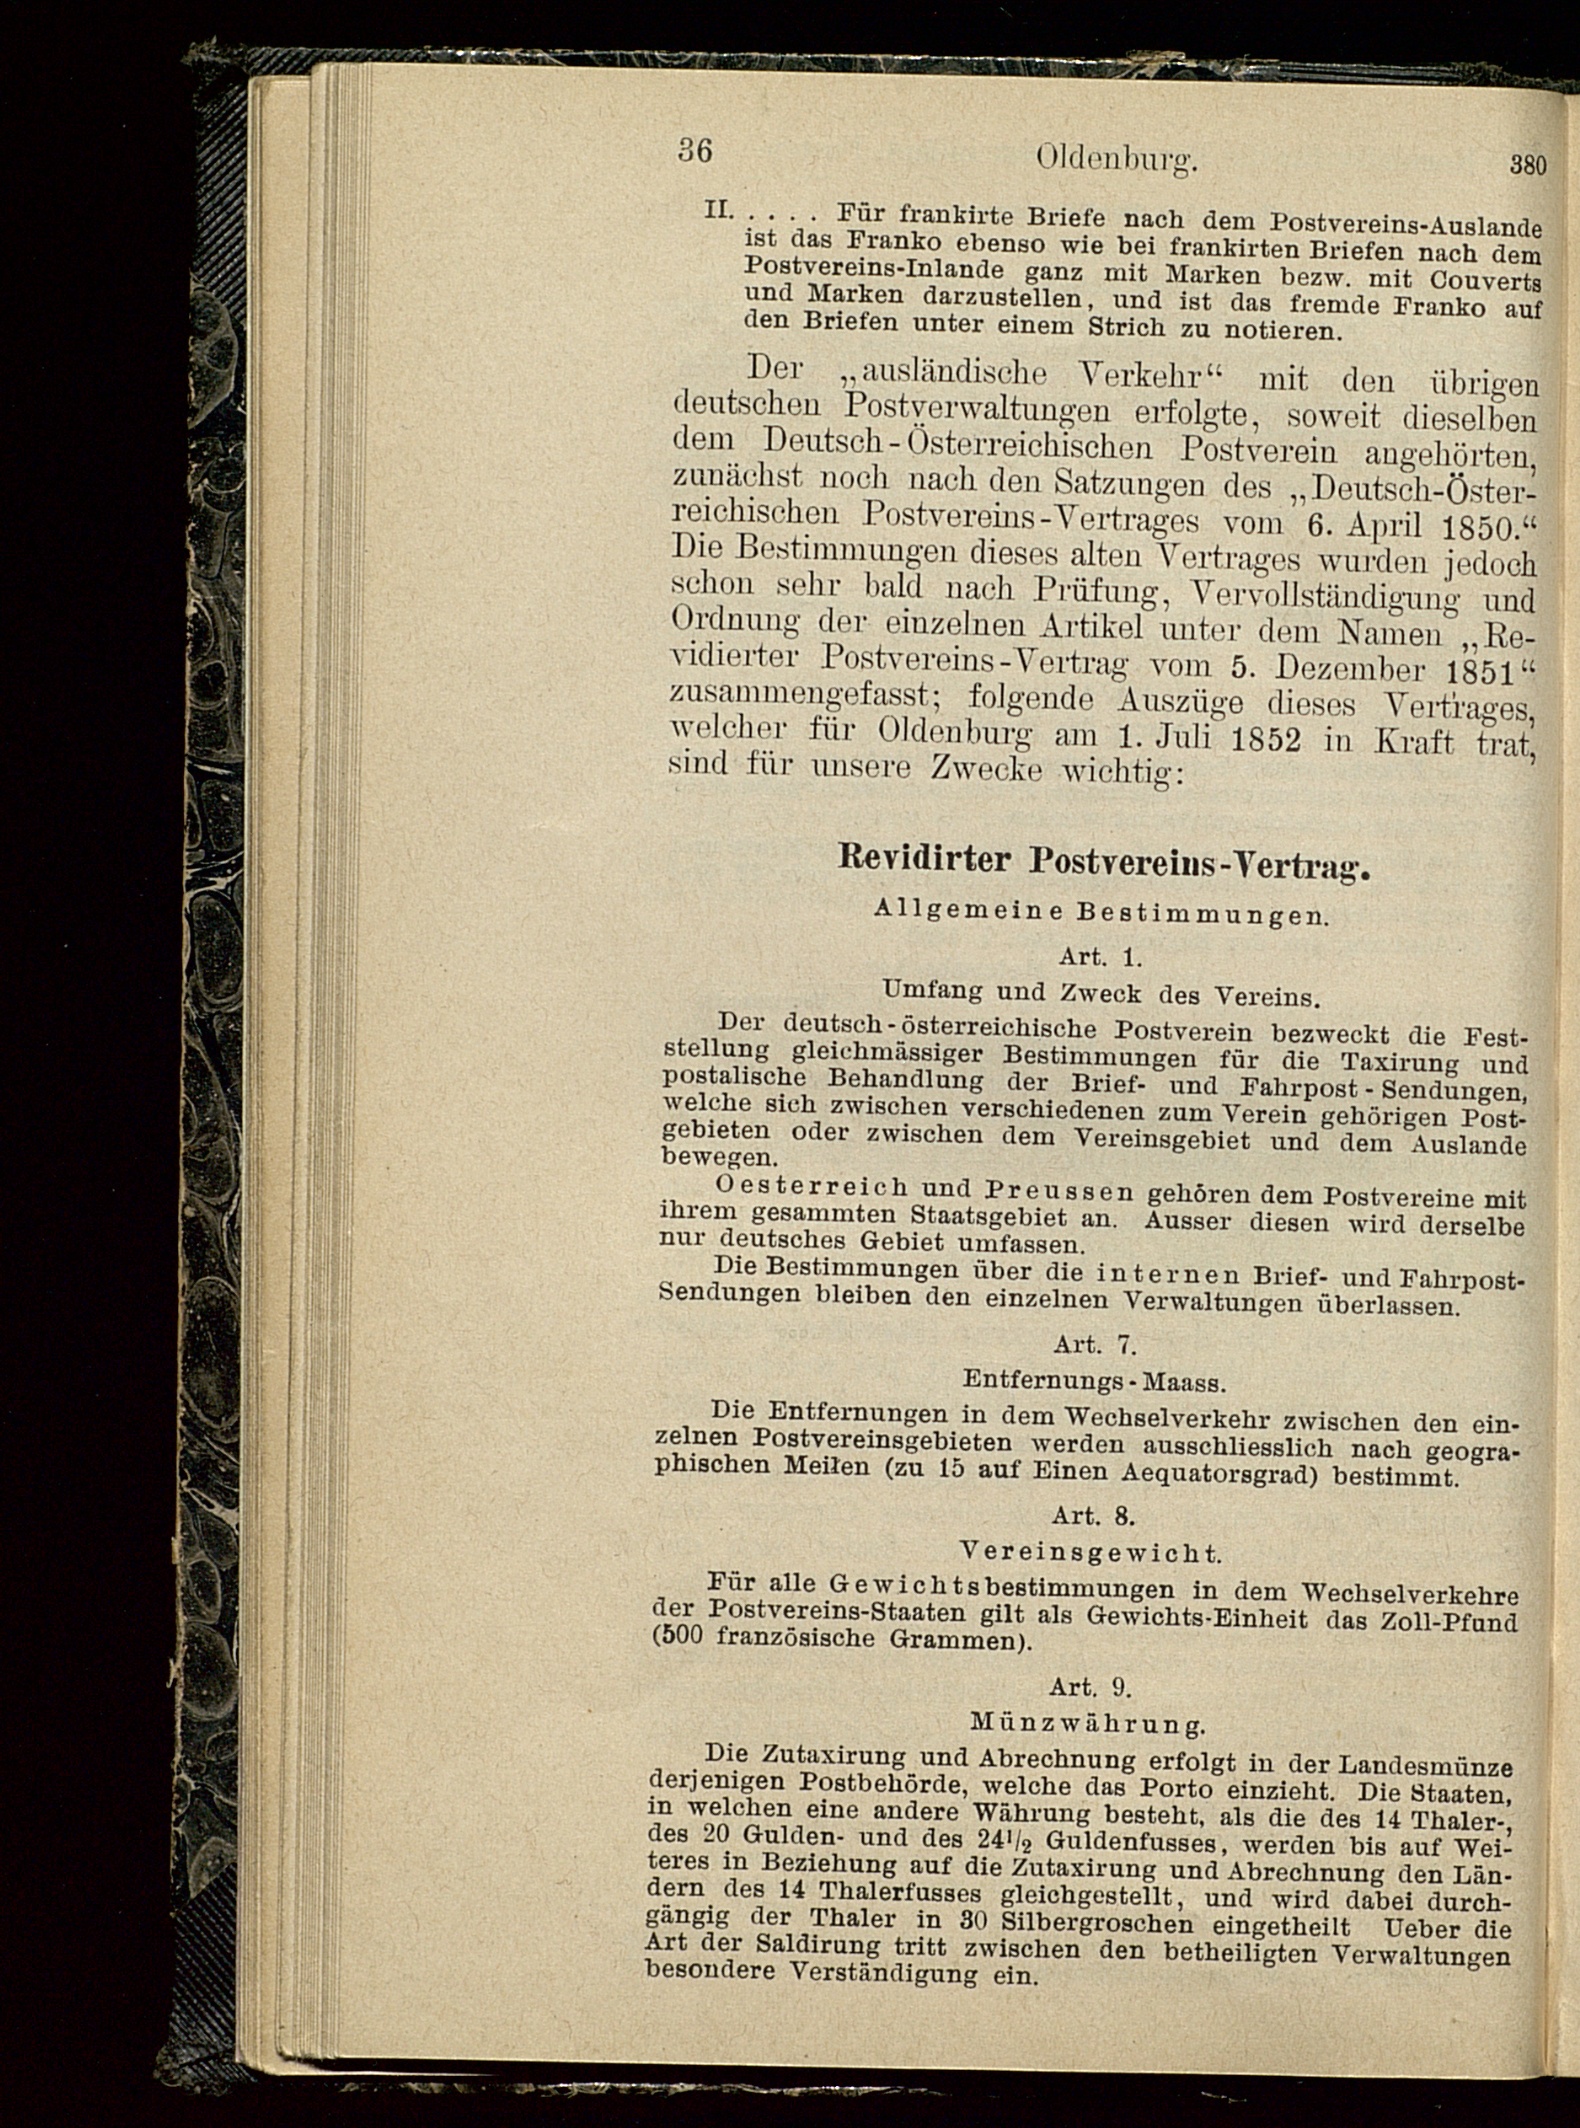 36 Oldenburg. 380
II. . . . . Für frankirte Briefe nach dem Postvereins-Auslande
ist das Franko ebenso wie bei frankirten Briefen nach dem
Postvereins-Inlande ganz mit Marken bezw. mit Couverts
und Marken darzustellen, und ist das fremde Franko auf
den Briefen unter einem Strich zu notieren.
Der „ausländische Verkehr“ mit den übrigen
deutschen Postverwaltungen erfolgte, soweit dieselben
dem Deutsch-Österreichischen Postverein angehörten,
zunächst noch nach den Satzungen des „Deutsch-Öster-
reichischen Postvereins-Vertrages vom 6. April 1850.“
Die Bestimmungen dieses alten Vertrages wurden jedoch
schon sehr bald nach Prüfung, Vervollständigung und
Ordnung der einzelnen Artikel unter dem Namen „Re-
vidierter Postvereins-Vertrag vom 5. Dezember 1851“
zusammengefasst; folgende Auszüge dieses Vertrages,
welcher für Oldenburg am 1. Juli 1852 in Kraft trat,
sind für unsere Zwecke wichtig:
Revidirter Postvereins-Vertrag.
Allgemeine Bestimmungen.
Art. 1.
Umfang und Zweck des Vereins.
Der deutsch-österreichische Postverein bezweckt die Fest-
stellung gleichmässiger Bestimmungen für die Taxirung und
postalische Behandlung der Brief- und Fahrpost-Sendungen,
welche sich zwischen verschiedenen zum Verein gehörigen Post-
gebieten oder zwischen dem Vereinsgebiet und dem Auslande
bewegen.
Oesterreich und Preussen gehören dem Postvereine mit
ihrem gesammten Staatsgebiet an. Ausser diesen wird derselbe
nur deutsches Gebiet umfassen.
Die Bestimmungen über die internen Brief- und Fahrpost-
Sendungen bleiben den einzelnen Verwaltungen überlassen.
Art. 7.
Entfernungs-Maass.
Die Entfernungen in dem Wechselverkehr zwischen den ein-
zelnen Postvereinsgebieten werden ausschliesslich nach geogra-
phischen Meilen (zu 15 auf Einen Aequatorsgrad) bestimmt.
Art. 8.
Vereinsgewicht.
Für alle Gewichtsbestimmungen in dem Wechselverkehre
der Postvereins-Staaten gilt als Gewichts-Einheit das Zoll-Pfund
(500 französische Grammen).
Art. 9.
Münzwährung.
Die Zutaxirung und Abrechnung erfolgt in der Landesmünze
derjenigen Postbehörde, welche das Porto einzieht. Die Staaten,
in welchen eine andere Währung besteht, als die des 14 Thaler-,
des 20 Gulden- und des 24½ Guldenfusses, werden bis auf Wei-
teres in Beziehung auf die Zutaxirung und Abrechnung den Län-
dern des 14 Thalerfusses gleichgestellt, und wird dabei durch-
gängig der Thaler in 30 Silbergroschen eingetheilt Ueber die
Art der Saldirung tritt zwischen den betheiligten Verwaltungen
besondere Verständigung ein.